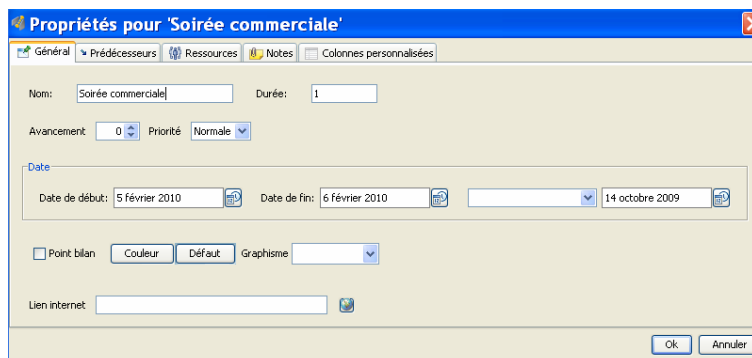 Propriétés pour 'Soirée commerciale'
Général Prédécesseurs Ressources Notes Colonnes personnalisées
Nom: Soirée commerciale Durée: 1
Avancement 0 Priorité Normale
Date
Date de début: 5 février 2010 Date de fin: 6 février 2010 14 octobre 2009
Point bilan Couleur Défaut Graphisme
Lien internet
Ok Annuler